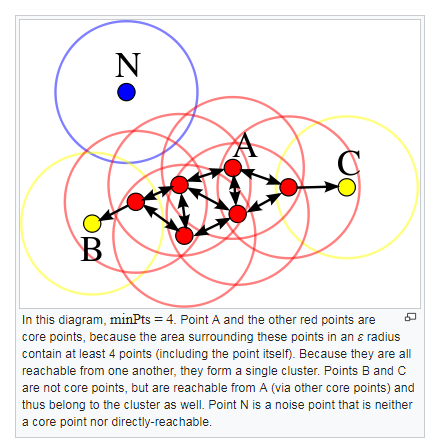 N
A
C
B
In this diagram, minPts = 4. Point A and the other red points are
core points, because the area surrounding these points in an ε radius
contain at least 4 points (including the point itself). Because they are all
reachable from one another, they form a single cluster. Points B and C
are not core points, but are reachable from A (via other core points) and
thus belong to the cluster as well. Point N is a noise point that is neither
a core point nor directly-reachable.